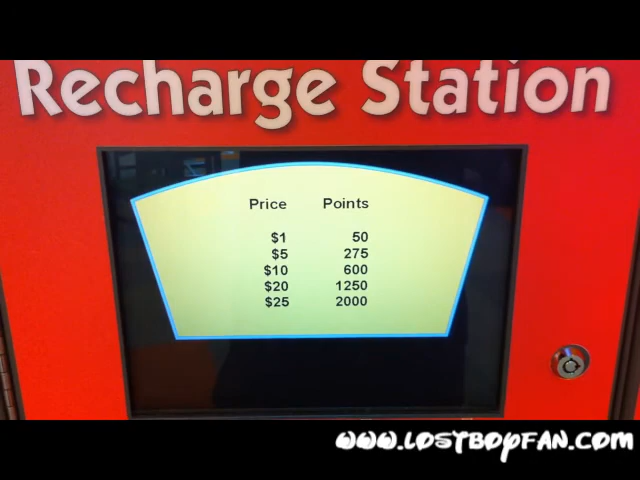 Recharge Station
Price Points
$1 50
$5 275
$10 600
$20 1250
$25 2000
www.lostboyfan.com